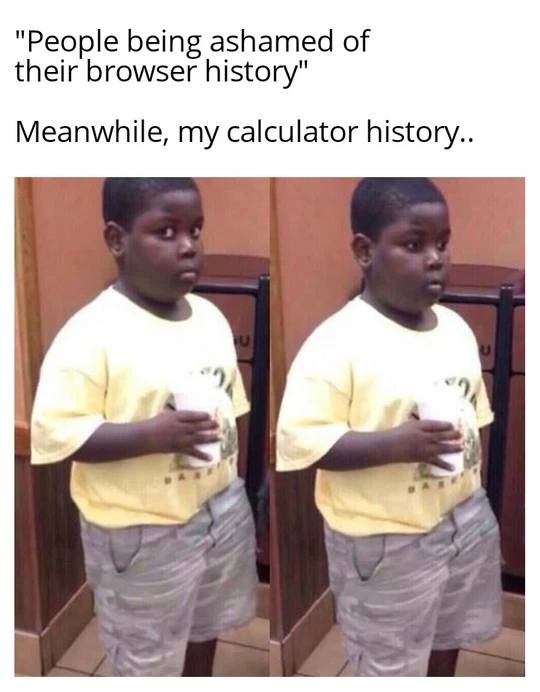 "People being ashamed of
their browser history"
Meanwhile, my calculator history..